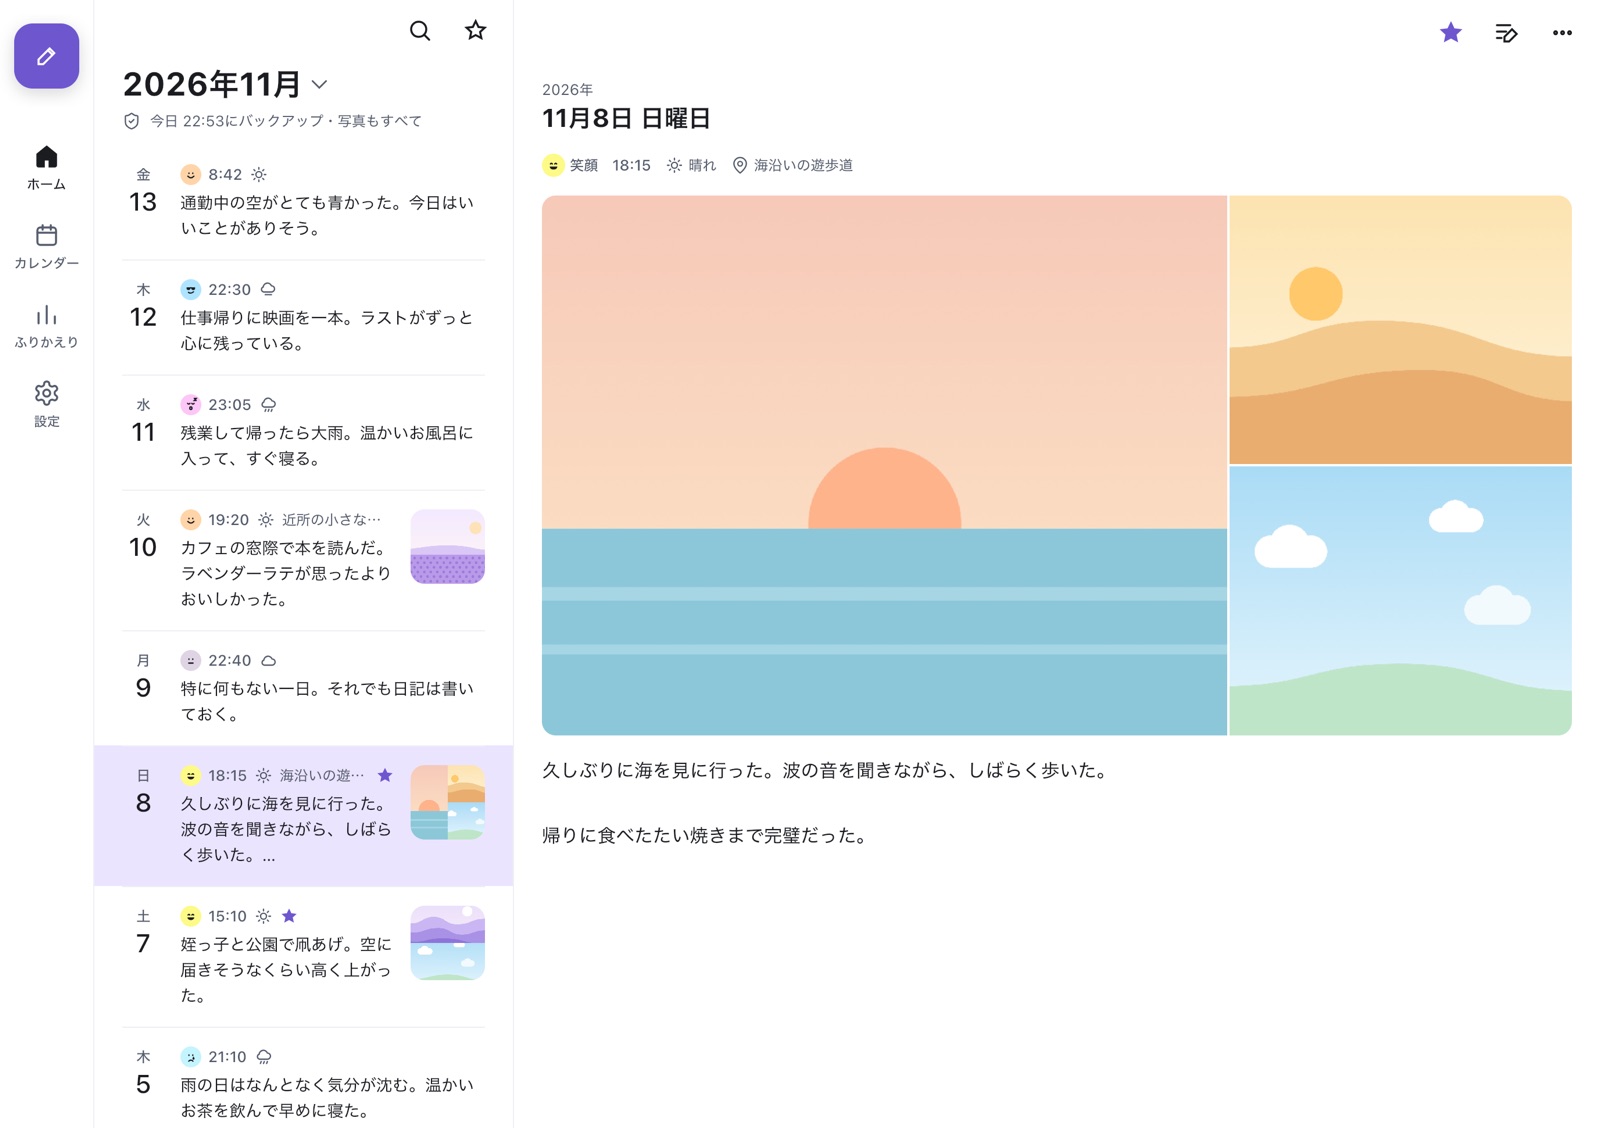 ホーム
カレンダー
ふりかえり
設定
2026年11月
今日 22:53にバックアップ・写真もすべて
金
13
8:42
通勤中の空がとても青かった。今日はい
いことがありそう。
木
12
22:30
仕事帰りに映画を一本。ラストがずっと
心に残っている。
水
11
23:05
残業して帰ったら大雨。温かいお風呂に
入って、すぐ寝る。
火
10
19:20 近所の小さな…
カフェの窓際で本を読んだ。
ラベンダーラテが思ったより
おいしかった。
月
9
22:40
特に何もない一日。それでも日記は書い
ておく。
日
8
18:15 海沿いの遊…
久しぶりに海を見に行った。
波の音を聞きながら、しばら
く歩いた。...
土
7
15:10
姪っ子と公園で凧あげ。空に
届きそうなくらい高く上がっ
た。
木
5
21:10
雨の日はなんとなく気分が沈む。温かい
お茶を飲んで早めに寝た。
2026年
11月8日 日曜日
笑顔 18:15 晴れ 海沿いの遊歩道
久しぶりに海を見に行った。波の音を聞きながら、しばらく歩いた。
帰りに食べたたい焼きまで完璧だった。